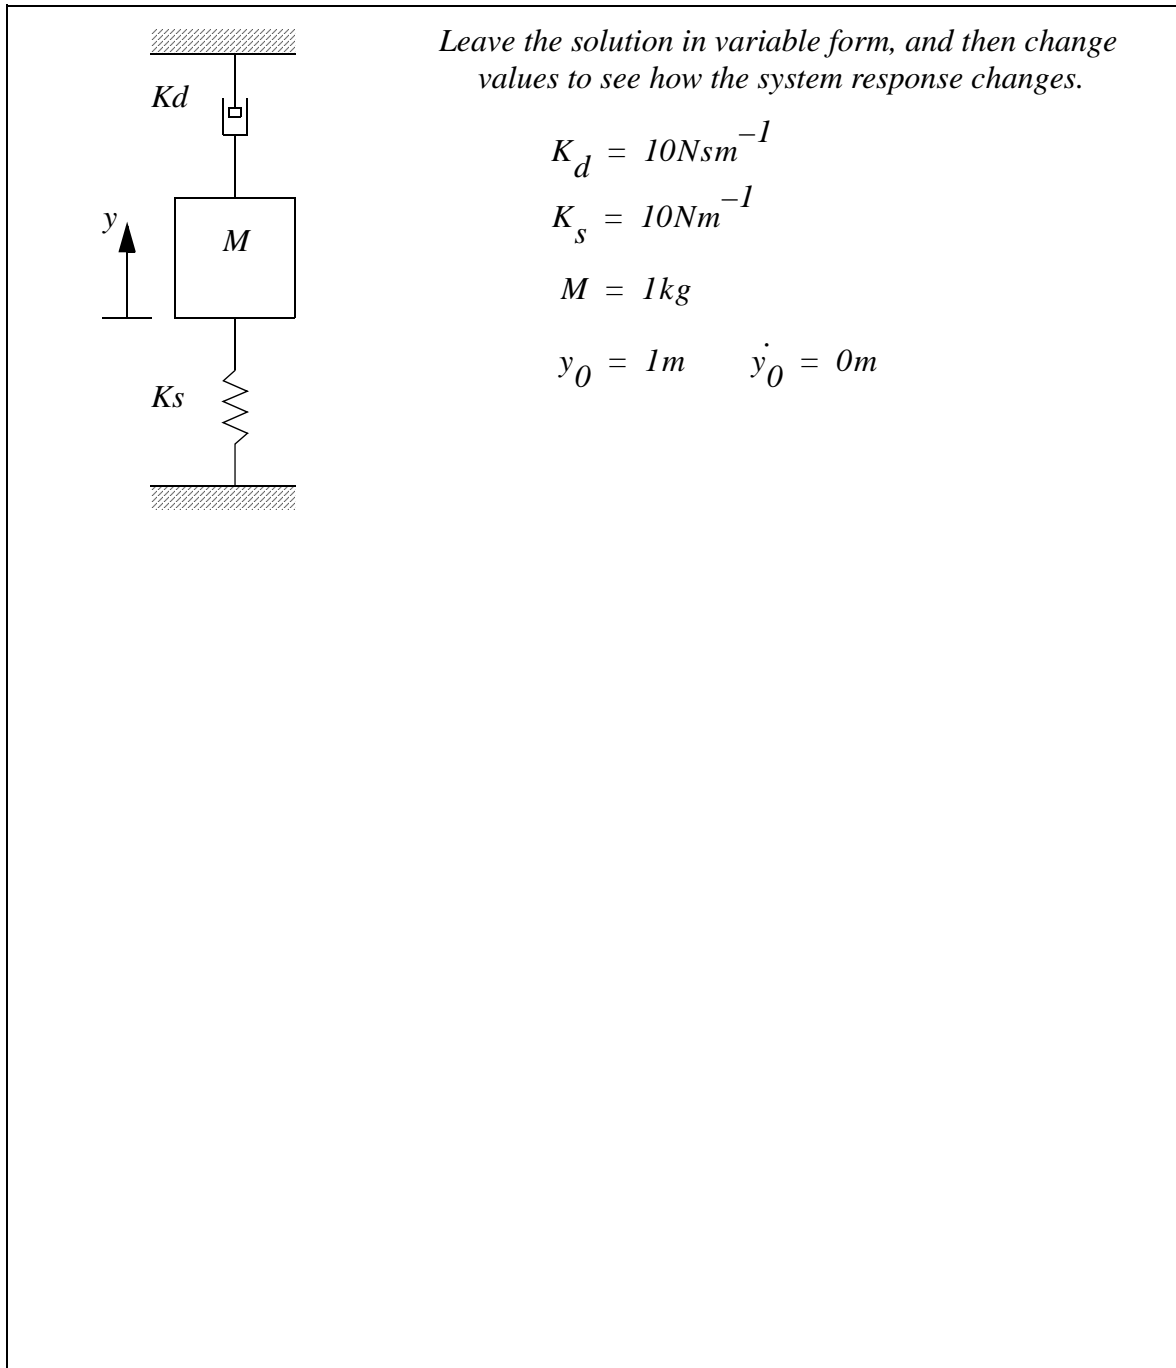 Leave the solution in variable form, and then change
values to see how the system response changes.
Kd
K_d = 10Nsm^{–1}
K_s = 10Nm^{–1}
y
M
M = 1kg
y_0 = 1m ẏ_0 = 0m
Ks